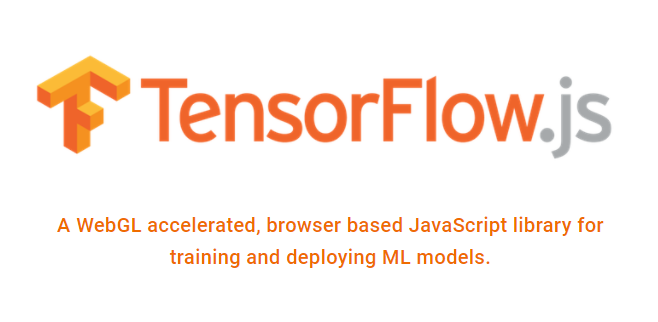 TensorFlow.js
A WebGL accelerated, browser based JavaScript library for
training and deploying ML models.